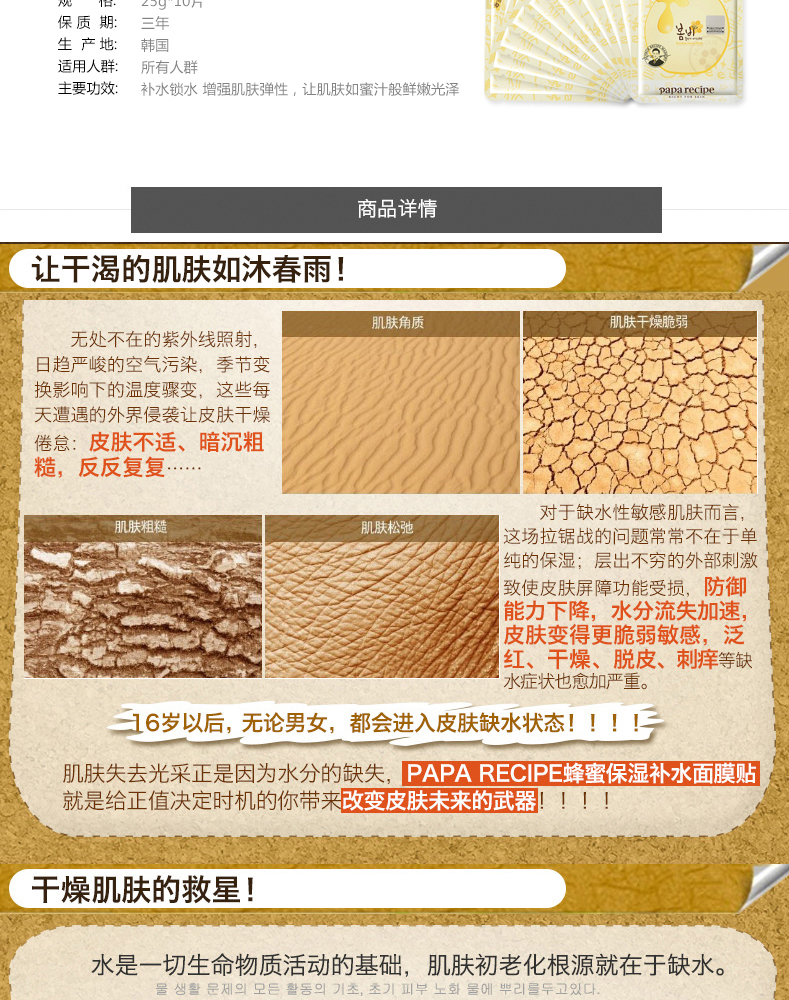 规 格: 25g*10片
保 质 期: 三年
生 产 地: 韩国
适用人群: 所有人群
主要功效: 补水锁水 增强肌肤弹性，让肌肤如蜜汁般鲜嫩光泽
봄비
papa recipe
商品详情
让干渴的肌肤如沐春雨！
无处不在的紫外线照射，
日趋严峻的空气污染，季节变
换影响下的温度骤变，这些每
天遭遇的外界侵袭让皮肤干燥
倦怠：皮肤不适、暗沉粗
糙，反反复复……
肌肤角质
肌肤干燥脆弱
肌肤粗糙
肌肤松弛
对于缺水性敏感肌肤而言，
这场拉锯战的问题常常不在于单
纯的保湿；层出不穷的外部刺激
致使皮肤屏障功能受损，防御
能力下降，水分流失加速，
皮肤变得更脆弱敏感，泛
红、干燥、脱皮、刺痒等缺
水症状也愈加严重。
16岁以后，无论男女，都会进入皮肤缺水状态！！！！
肌肤失去光采正是因为水分的缺失，PAPA RECIPE蜂蜜保湿补水面膜贴
就是给正值决定时机的你带来改变皮肤未来的武器！！！！
干燥肌肤的救星！
水是一切生命物质活动的基础，肌肤初老化根源就在于缺水。
물 생활 문제의 모든 활동의 기초, 초기 피부 노화 물에 뿌리를두고있다.